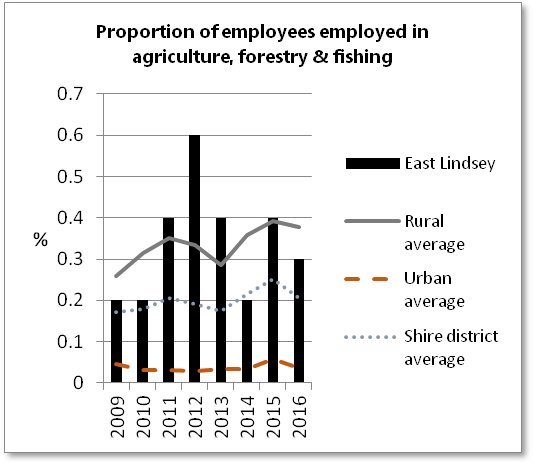 Proportion of employees employed in
agriculture, forestry & fishing
0.7
0.6
0.5
0.4
0.3
0.2
0.1
0
%
2009
2010
2011
2012
2013
2014
2015
2016
East Lindsey
Rural
average
Urban
average
Shire district
average